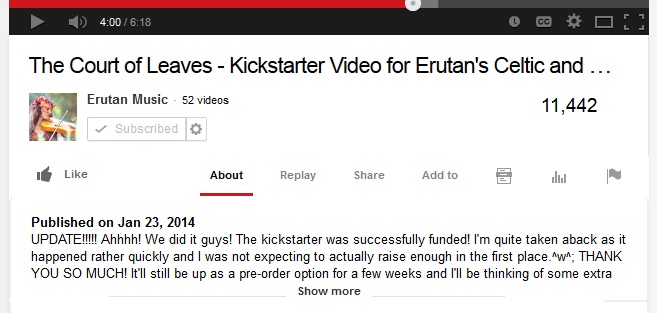 4:00 / 6:18
CC
The Court of Leaves - Kickstarter Video for Erutan's Celtic and ...
Erutan Music · 52 videos
11,442
Subscribed
Like About Replay Share Add to
Published on Jan 23, 2014
UPDATE!!!!! Ahhhh! We did it guys! The kickstarter was successfully funded! I'm quite taken aback as it
happened rather quickly and I was not expecting to actually raise enough in the first place.^w^; THANK
YOU SO MUCH! It'll still be up as a pre-order option for a few weeks and I'll be thinking of some extra
Show more